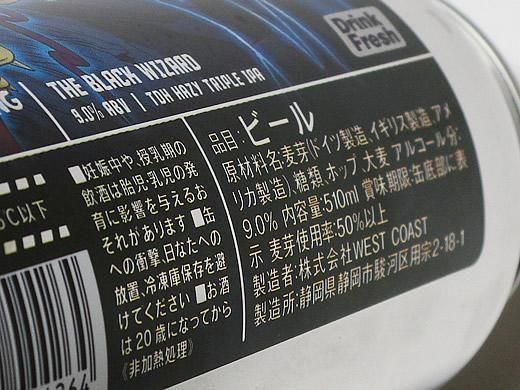 Drink
Fresh
THE BLACK WIZARD
9.0% ABV | TDH HAZY TRIPLE IPA
℃以下
■妊娠中や、授乳期の
飲酒は胎児・乳児の発
育に影響を与えるお
それがあります ■缶
への衝撃、日なたへの
放置、冷凍庫保存を避
けてください ■お酒
は20歳になってから
《非加熱処理》
品目：ビール
原材料名:麦芽(ドイツ製造、イギリス製造、アメ
リカ製造)、糖類、ホップ、大麦 アルコール分:
9.0% 内容量:510ml 賞味期限:缶底部に表
示 麦芽使用率:50%以上
製造者:株式会社WEST COAST
製造所:静岡県静岡市駿河区用宗2-18-1